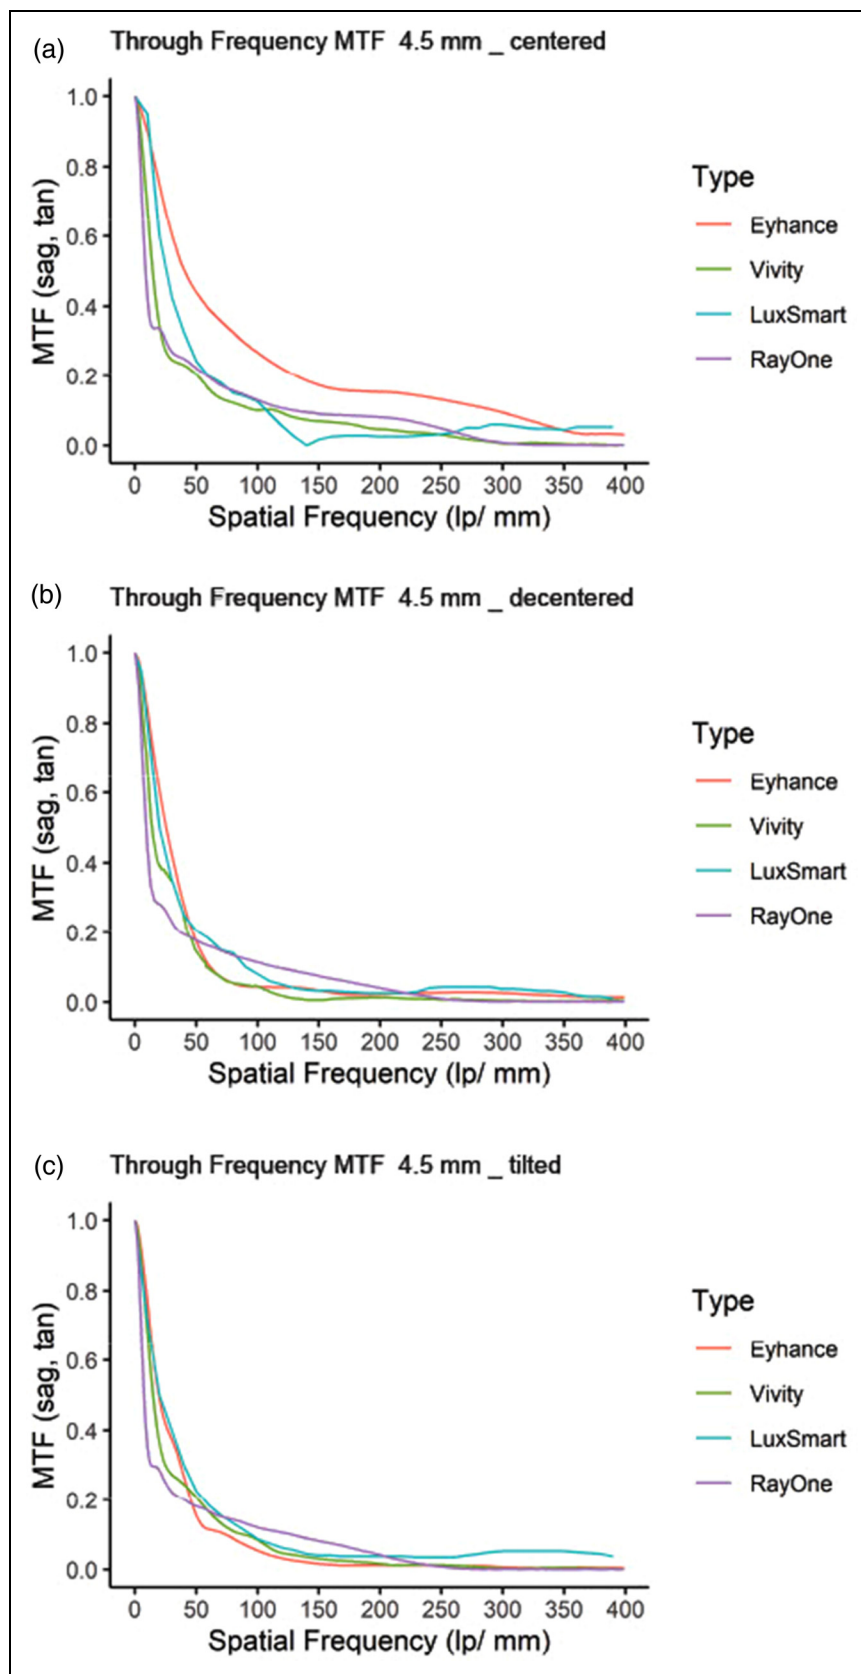 (a)
Through Frequency MTF 4.5 mm _ centered
MTF (sag, tan)
1.0
0.8
0.6
0.4
0.2
0.0
0 50 100 150 200 250 300 350 400
Spatial Frequency (lp/ mm)
Type
Eyhance
Vivity
LuxSmart
RayOne
(b)
Through Frequency MTF 4.5 mm _ decentered
MTF (sag, tan)
1.0
0.8
0.6
0.4
0.2
0.0
0 50 100 150 200 250 300 350 400
Spatial Frequency (lp/ mm)
Type
Eyhance
Vivity
LuxSmart
RayOne
(c)
Through Frequency MTF 4.5 mm _ tilted
MTF (sag, tan)
1.0
0.8
0.6
0.4
0.2
0.0
0 50 100 150 200 250 300 350 400
Spatial Frequency (lp/ mm)
Type
Eyhance
Vivity
LuxSmart
RayOne